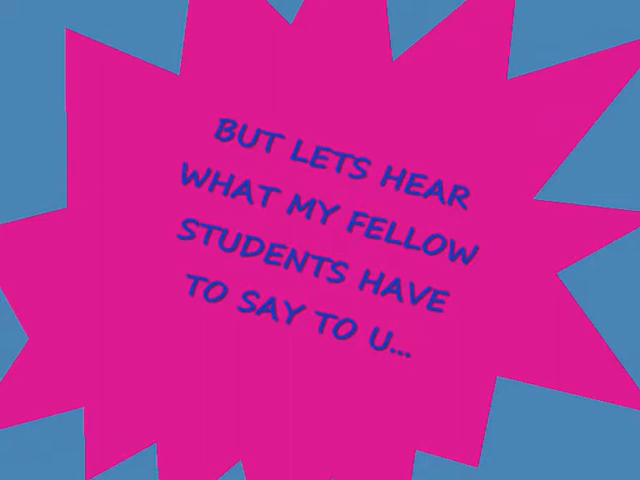 BUT LETS HEAR
WHAT MY FELLOW
STUDENTS HAVE
TO SAY TO U...